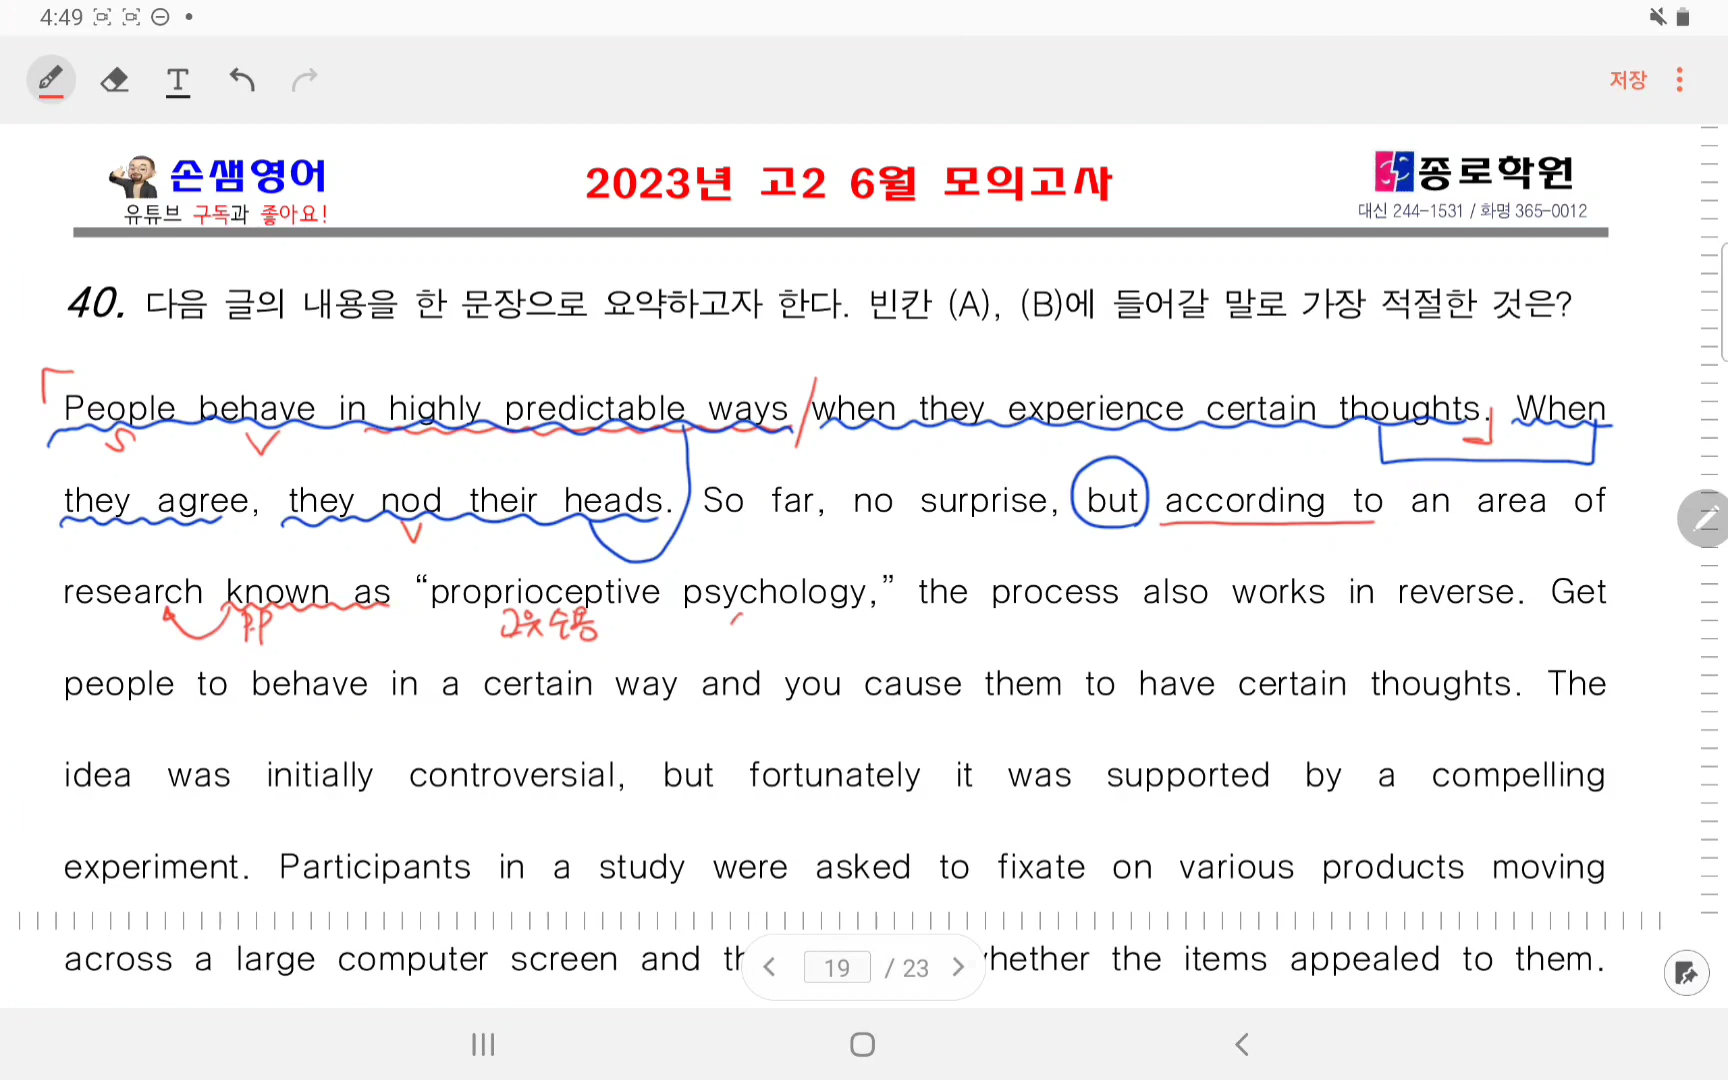 4:49
T
저장
손샘영어
유튜브 구독과 좋아요!
2023년 고2 6월 모의고사
종로학원
대신 244-1531 / 화명 365-0012
40. 다음 글의 내용을 한 문장으로 요약하고자 한다. 빈칸 (A), (B)에 들어갈 말로 가장 적절한 것은?
People behave in highly predictable ways when they experience certain thoughts. When
S V
they agree, they nod their heads. So far, no surprise, but according to an area of
V
research known as “proprioceptive psychology,” the process also works in reverse. Get
P.P 고유수용
people to behave in a certain way and you cause them to have certain thoughts. The
idea was initially controversial, but fortunately it was supported by a compelling
experiment. Participants in a study were asked to fixate on various products moving
across a large computer screen and the items appealed to them.
19 / 23